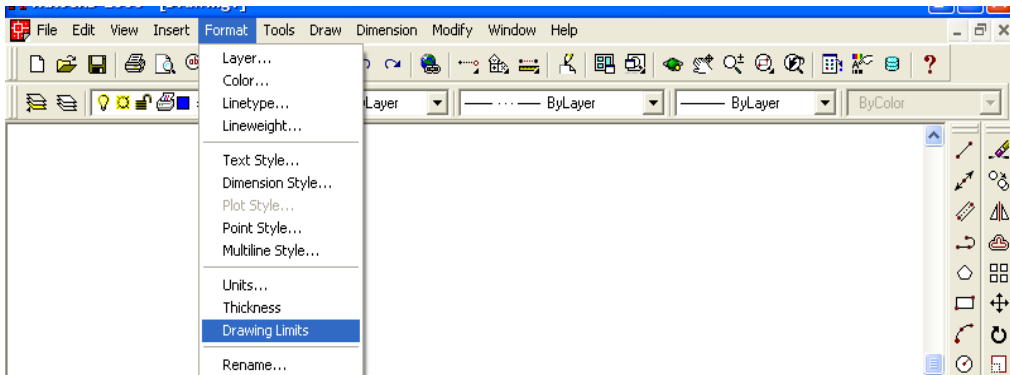 File Edit View Insert Format Tools Draw Dimension Modify Window Help
Layer...
Color...
Linetype...
Lineweight...
Text Style...
Dimension Style...
Plot Style...
Point Style...
Multiline Style...
Units...
Thickness
Drawing Limits
Rename...
Layer
ByLayer
ByLayer
ByColor